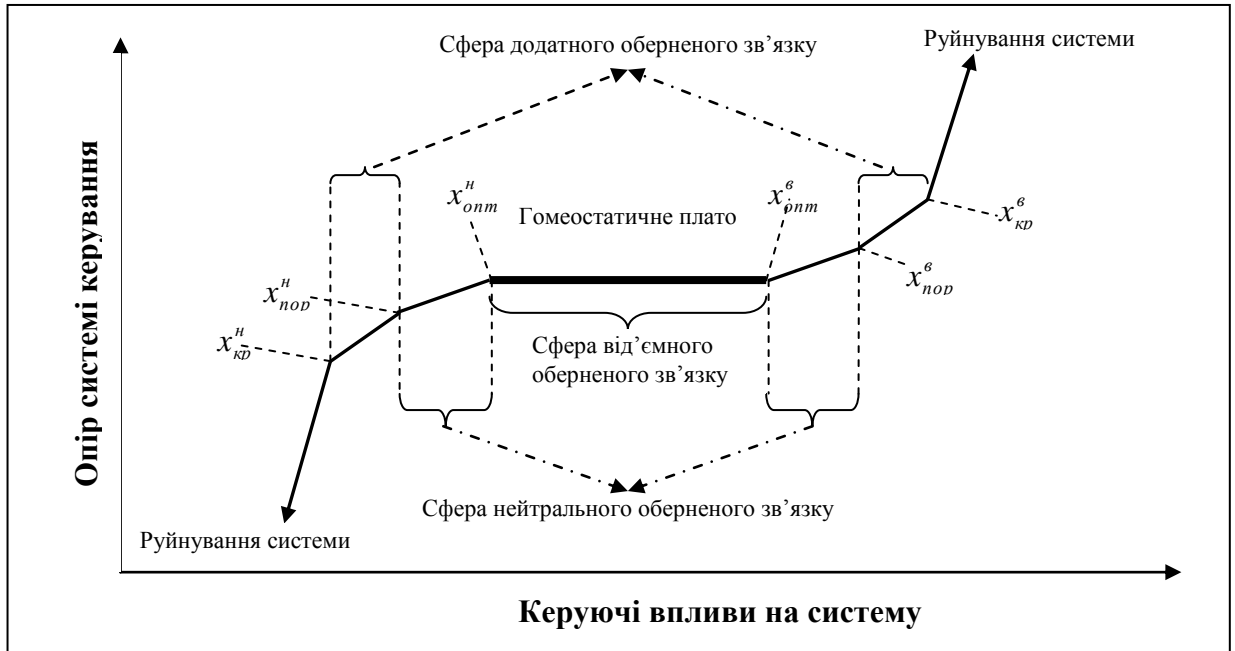 Сфера додатного оберненого зв’язку
Руйнування системи
Опір системі керування
x^н_опт
Гомеостатичне плато
x^в_опт
x^в_кр
x^в_пор
x^н_пор
x^н_кр
Сфера від’ємного
оберненого зв’язку
Сфера нейтрального оберненого зв’язку
Руйнування системи
Керуючі впливи на систему